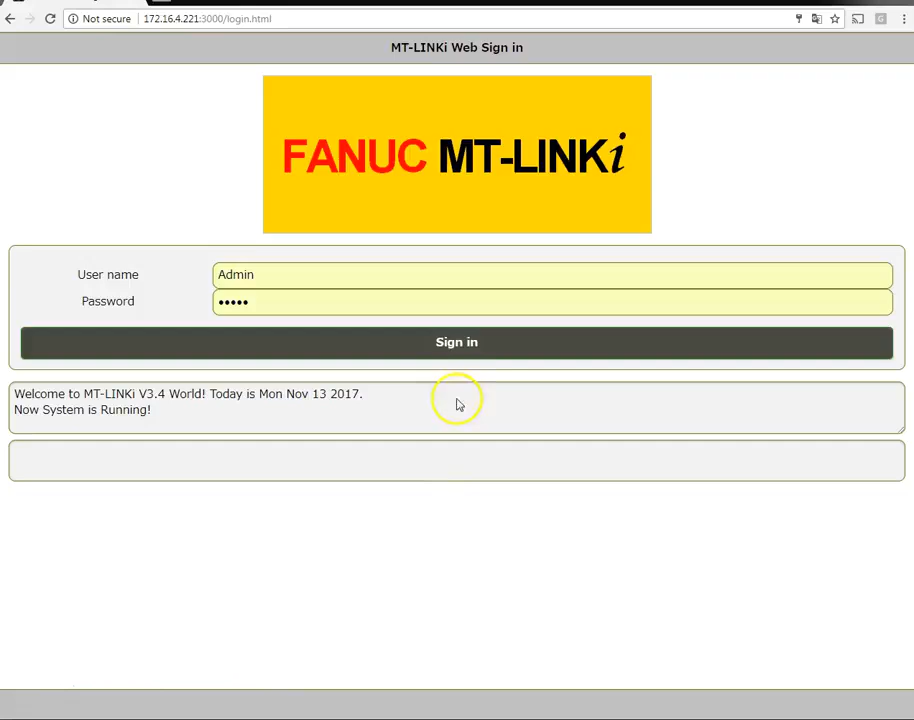 Not secure 172.16.4.221:3000/login.html
MT-LINKi Web Sign in
FANUC MT-LINKi
User name Admin
Password •••••
Sign in
Welcome to MT-LINKi V3.4 World! Today is Mon Nov 13 2017.
Now System is Running!